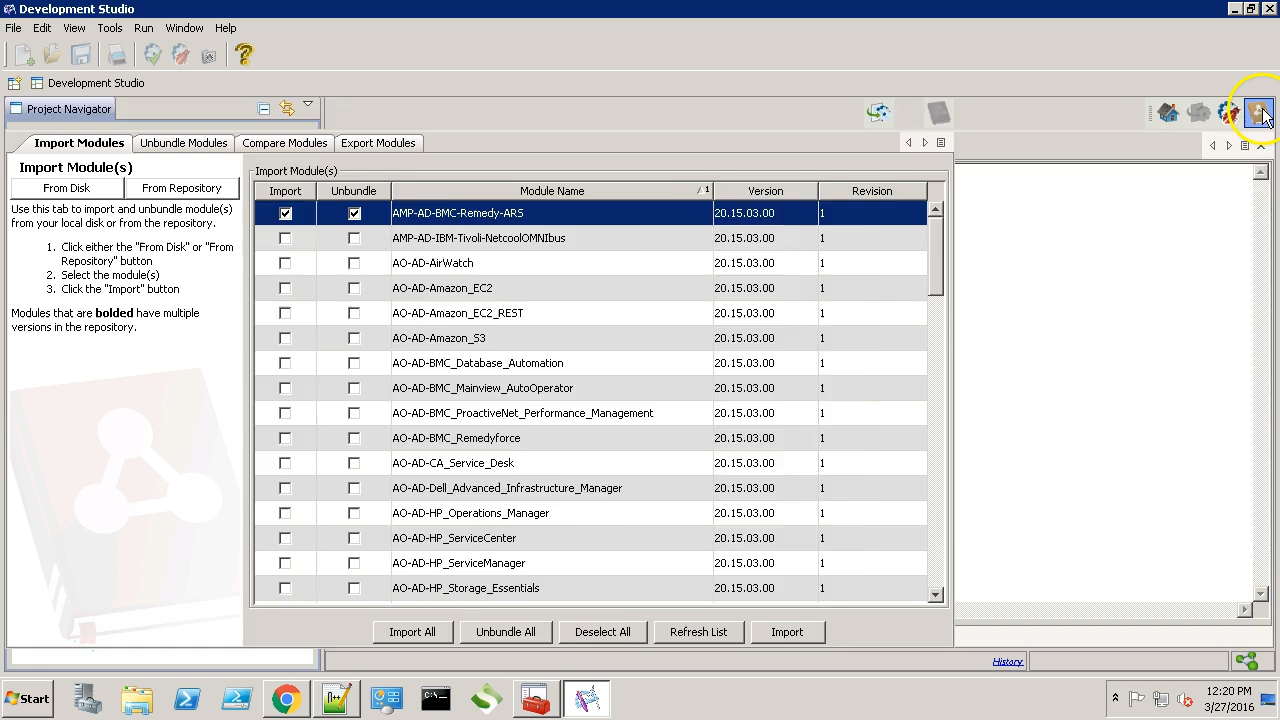 Development Studio
File Edit View Tools Run Window Help
Development Studio
Project Navigator
Import Modules Unbundle Modules Compare Modules Export Modules
Import Module(s)
From Disk From Repository
Use this tab to import and unbundle module(s)
from your local disk or from the repository.
1. Click either the "From Disk" or "From
Repository" button
2. Select the module(s)
3. Click the "Import" button
Modules that are bolded have multiple
versions in the repository.
Import Module(s)
Import Unbundle Module Name 1 Version Revision
AMP-AD-BMC-Remedy-ARS 20.15.03.00 1
AMP-AD-IBM-Tivoli-NetcoolOMNIbus 20.15.03.00 1
AO-AD-AirWatch 20.15.03.00 1
AO-AD-Amazon_EC2 20.15.03.00 1
AO-AD-Amazon_EC2_REST 20.15.03.00 1
AO-AD-Amazon_S3 20.15.03.00 1
AO-AD-BMC_Database_Automation 20.15.03.00 1
AO-AD-BMC_Mainview_AutoOperator 20.15.03.00 1
AO-AD-BMC_ProactiveNet_Performance_Management 20.15.03.00 1
AO-AD-BMC_Remedyforce 20.15.03.00 1
AO-AD-CA_Service_Desk 20.15.03.00 1
AO-AD-Dell_Advanced_Infrastructure_Manager 20.15.03.00 1
AO-AD-HP_Operations_Manager 20.15.03.00 1
AO-AD-HP_ServiceCenter 20.15.03.00 1
AO-AD-HP_ServiceManager 20.15.03.00 1
AO-AD-HP_Storage_Essentials 20.15.03.00 1
Import All Unbundle All Deselect All Refresh List Import
History
Start
12:20 PM
3/27/2016